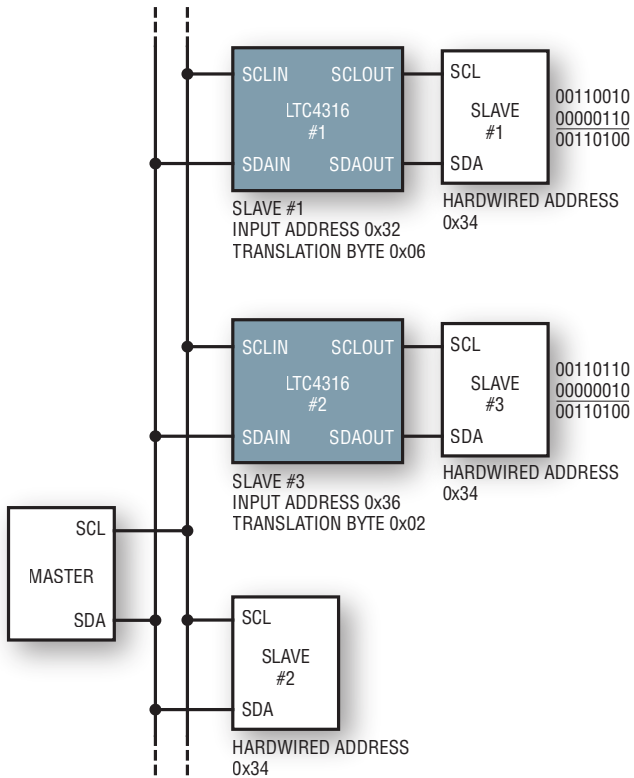 SCLIN SCLOUT
LTC4316
#1
SDAIN SDAOUT
SCL
SLAVE
#1
SDA
00110010
00000110
00110100
SLAVE #1
INPUT ADDRESS 0x32
TRANSLATION BYTE 0x06
HARDWIRED ADDRESS
0x34
SCLIN SCLOUT
LTC4316
#2
SDAIN SDAOUT
SCL
SLAVE
#3
SDA
00110110
00000010
00110100
SLAVE #3
INPUT ADDRESS 0x36
TRANSLATION BYTE 0x02
HARDWIRED ADDRESS
0x34
SCL
MASTER
SDA
SCL
SLAVE
#2
SDA
HARDWIRED ADDRESS
0x34